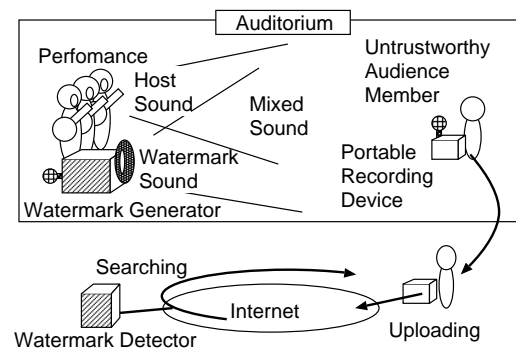 Auditorium
Perfomance
Host
Sound
Mixed
Sound
Watermark
Sound
Watermark Generator
Untrustworthy
Audience
Member
Portable
Recording
Device
Searching
Internet
Watermark Detector
Uploading